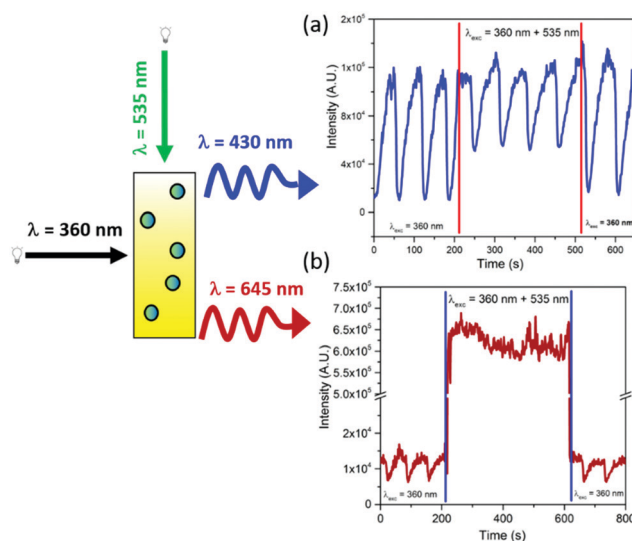 (a)
λexc = 360 nm + 535 nm
2x10⁵
1x10⁵
8x10⁴
4x10⁴
0
Intensity (A.U.)
λexc = 360 nm
λexc = 360 nm
0 100 200 300 400 500 600
Time (s)
λ = 535 nm
λ = 430 nm
λ = 360 nm
λ = 645 nm
(b)
λexc = 360 nm + 535 nm
7.5x10⁵
7.0x10⁵
6.5x10⁵
6.0x10⁵
5.5x10⁵
5.0x10⁵
2x10⁴
1x10⁴
0
Intensity (A.U.)
λexc = 360 nm
λexc = 360 nm
0 200 400 600 800
Time (s)